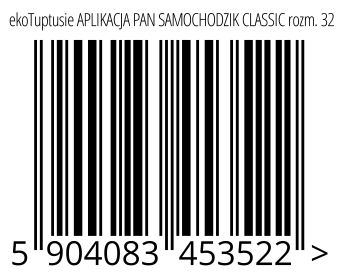 ekoTuptusie APLIKACJA PAN SAMOCHODZIK CLASSIC rozm. 32
5 904083 453522 >